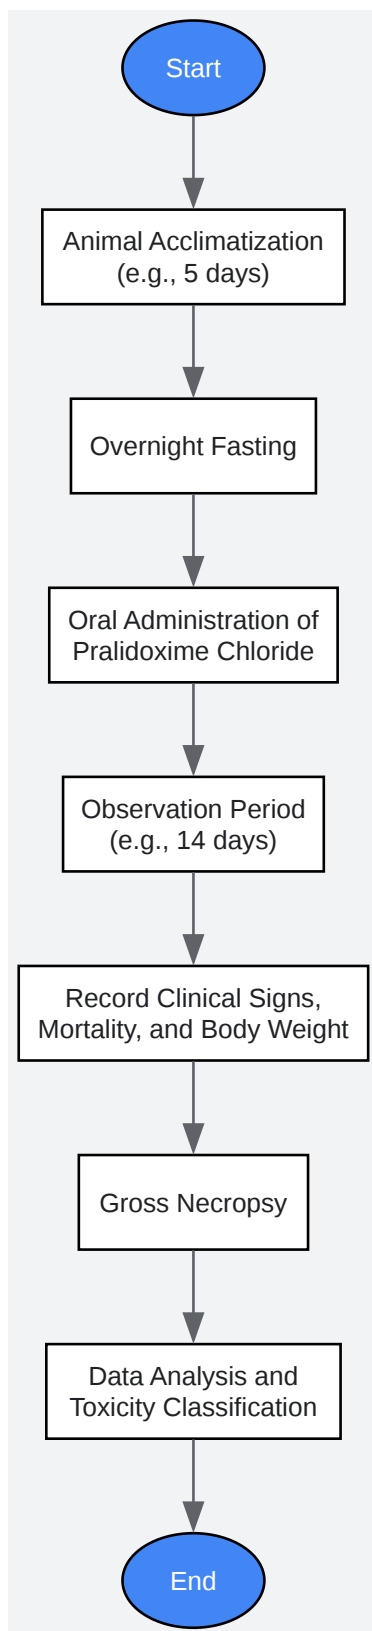 Start
Animal Acclimatization
(e.g., 5 days)
Overnight Fasting
Oral Administration of
Pralidoxime Chloride
Observation Period
(e.g., 14 days)
Record Clinical Signs,
Mortality, and Body Weight
Gross Necropsy
Data Analysis and
Toxicity Classification
End